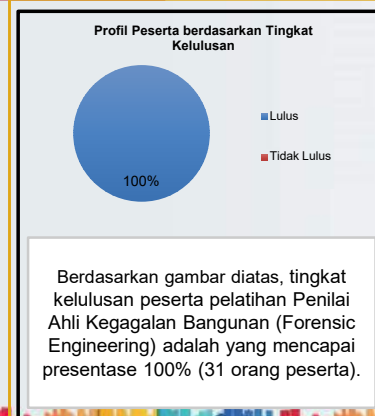 Profil Peserta berdasarkan Tingkat
Kelulusan
Lulus
Tidak Lulus
100%
Berdasarkan gambar diatas, tingkat
kelulusan peserta pelatihan Penilai
Ahli Kegagalan Bangunan (Forensic
Engineering) adalah yang mencapai
presentase 100% (31 orang peserta).